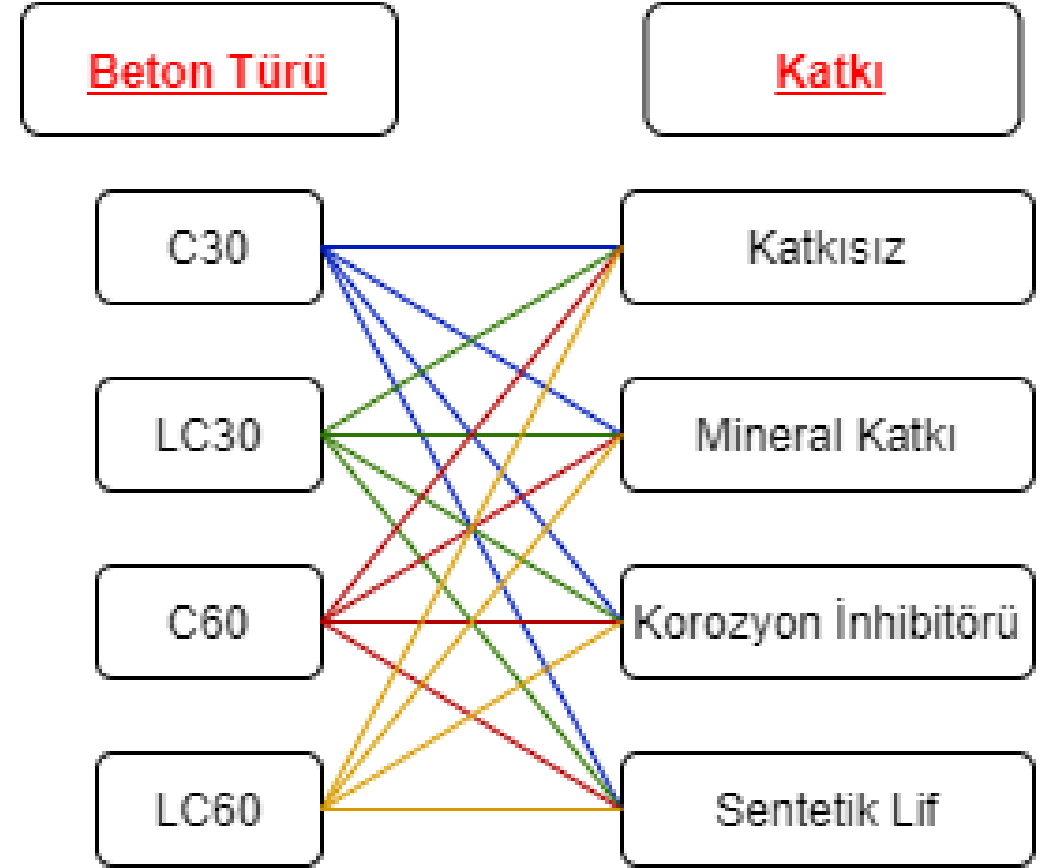 Beton Türü
Katkı
C30
Katkısız
LC30
Mineral Katkı
C60
Korozyon İnhibitörü
LC60
Sentetik Lif